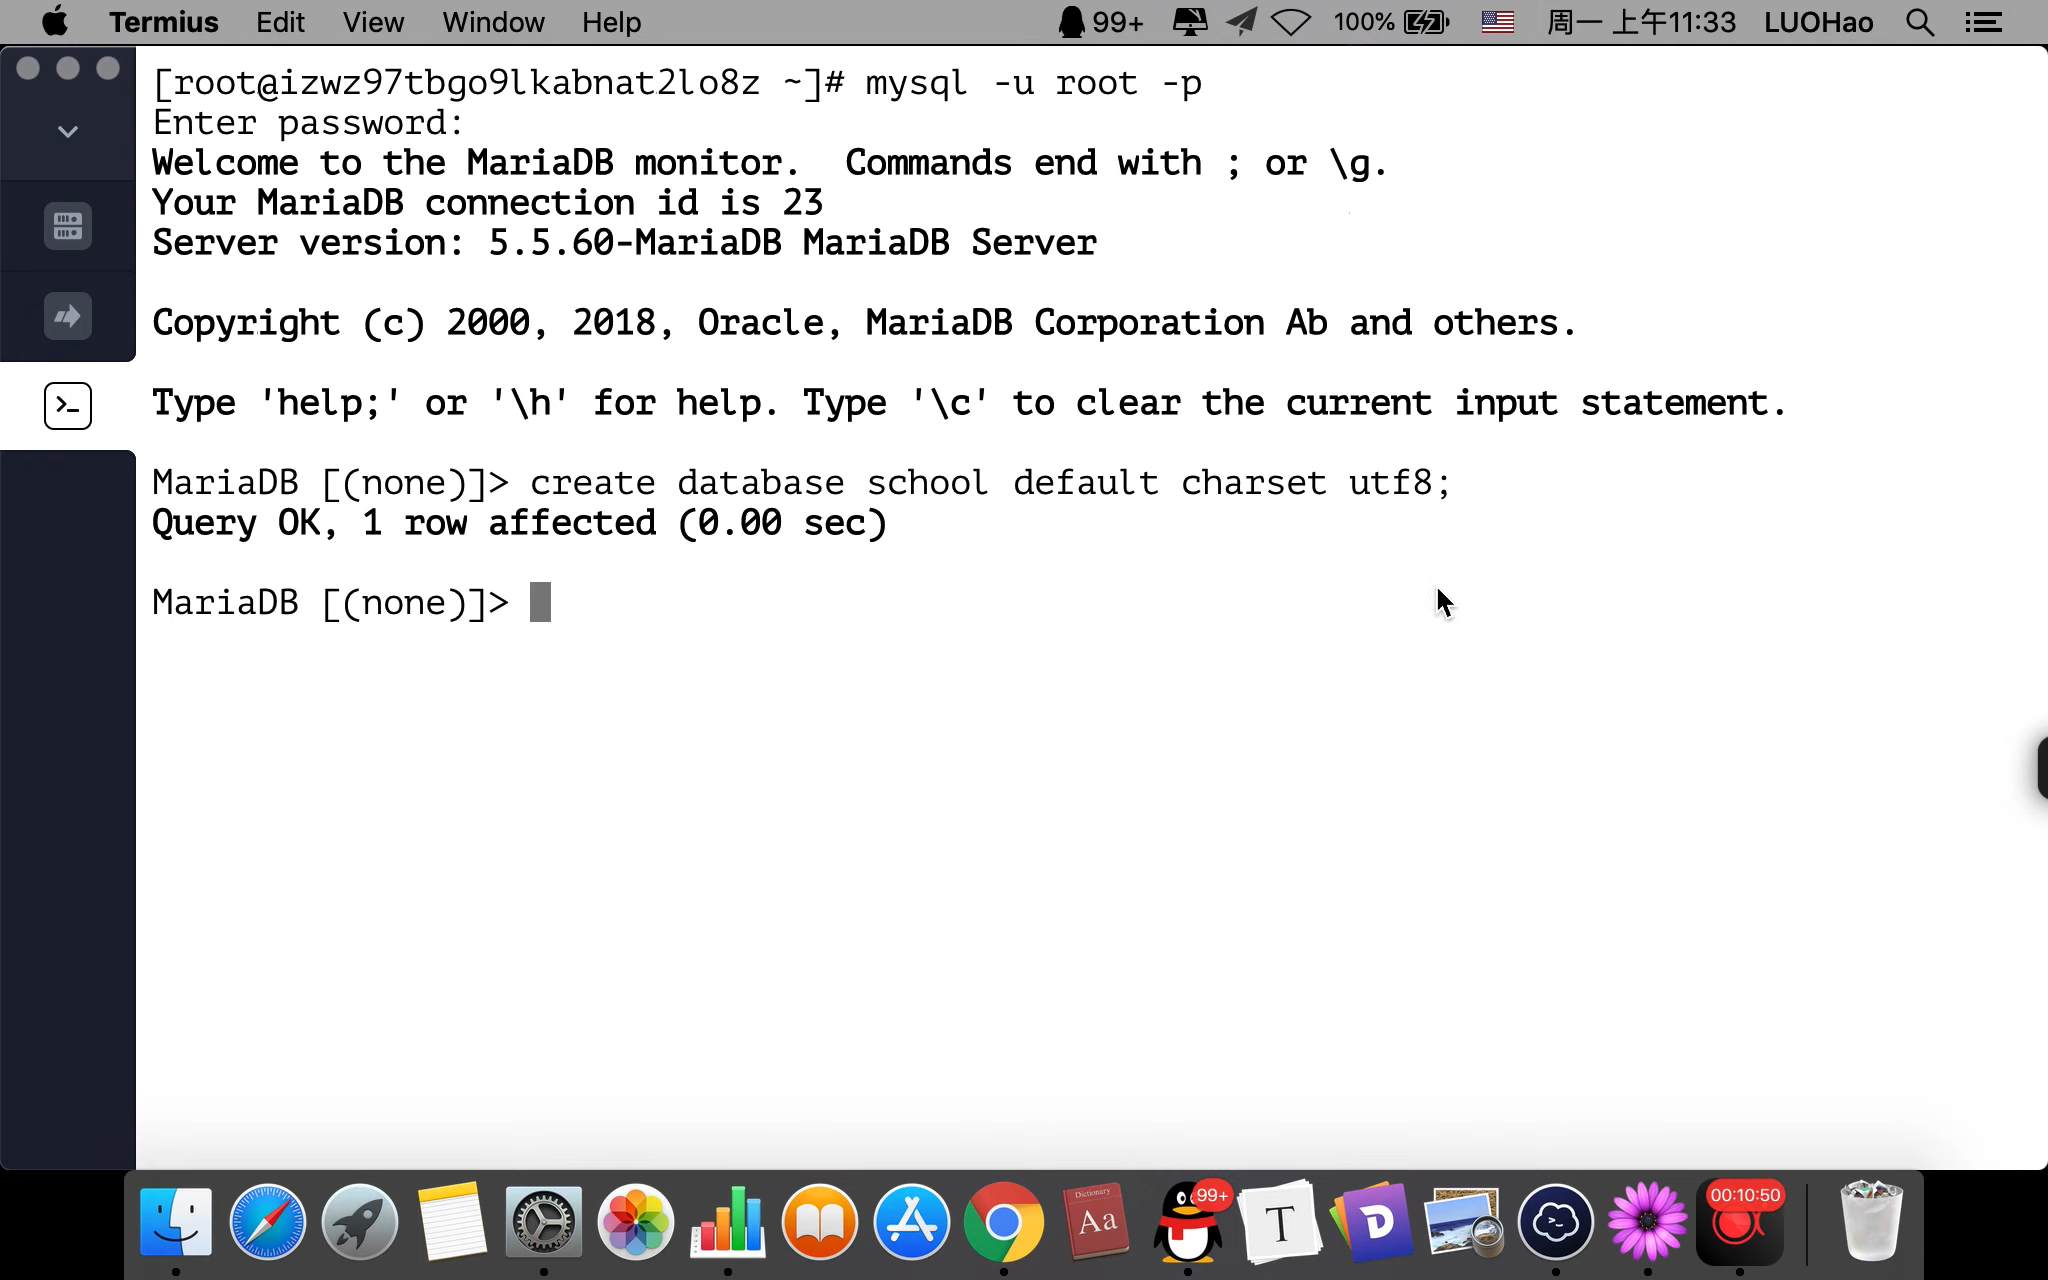 Termius Edit View Window Help 99+ 100% 周一 上午11:33 LUOHao
[root@izwz97tbgo9lkabnat2lo8z ~]# mysql -u root -p
Enter password:
Welcome to the MariaDB monitor.  Commands end with ; or \g.
Your MariaDB connection id is 23
Server version: 5.5.60-MariaDB MariaDB Server
Copyright (c) 2000, 2018, Oracle, MariaDB Corporation Ab and others.
Type 'help;' or '\h' for help. Type '\c' to clear the current input statement.
MariaDB [(none)]> create database school default charset utf8;
Query OK, 1 row affected (0.00 sec)
MariaDB [(none)]>
Dictionary
Aa
99+
T
D
00:10:50